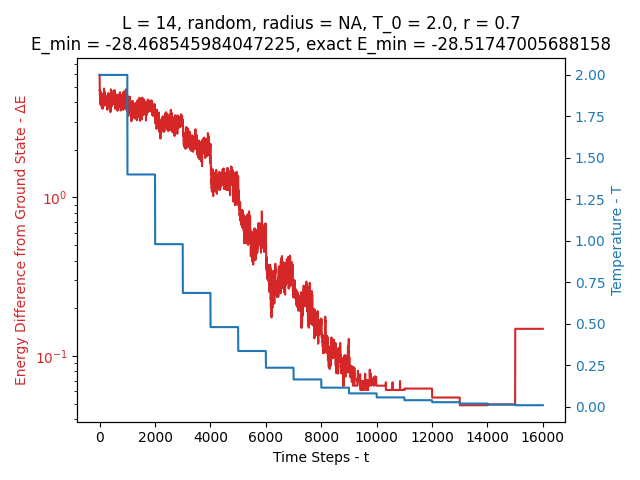 L = 14, random, radius = NA, T_0 = 2.0, r = 0.7
E_min = -28.468545984047225, exact E_min = -28.51747005688158
Energy Difference from Ground State - ΔE
10⁰
10⁻¹
2.00
1.75
1.50
1.25
1.00
0.75
0.50
0.25
0.00
Temperature - T
0 2000 4000 6000 8000 10000 12000 14000 16000
Time Steps - t